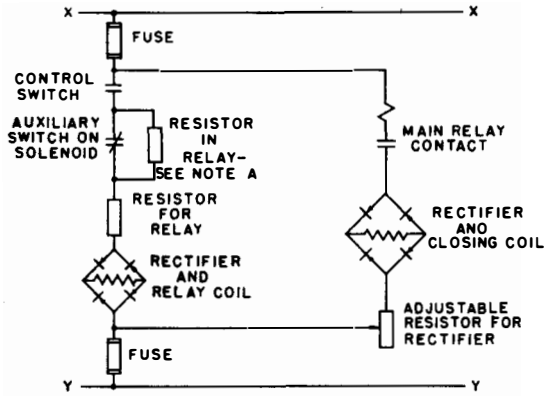 X X
FUSE
CONTROL
SWITCH
AUXILIARY
SWITCH ON
SOLENOID
RESISTOR
IN
RELAY-
SEE NOTE A
MAIN RELAY
CONTACT
RESISTOR
FOR
RELAY
RECTIFIER
AND
CLOSING COIL
RECTIFIER
AND
RELAY COIL
ADJUSTABLE
RESISTOR FOR
RECTIFIER
FUSE
Y Y